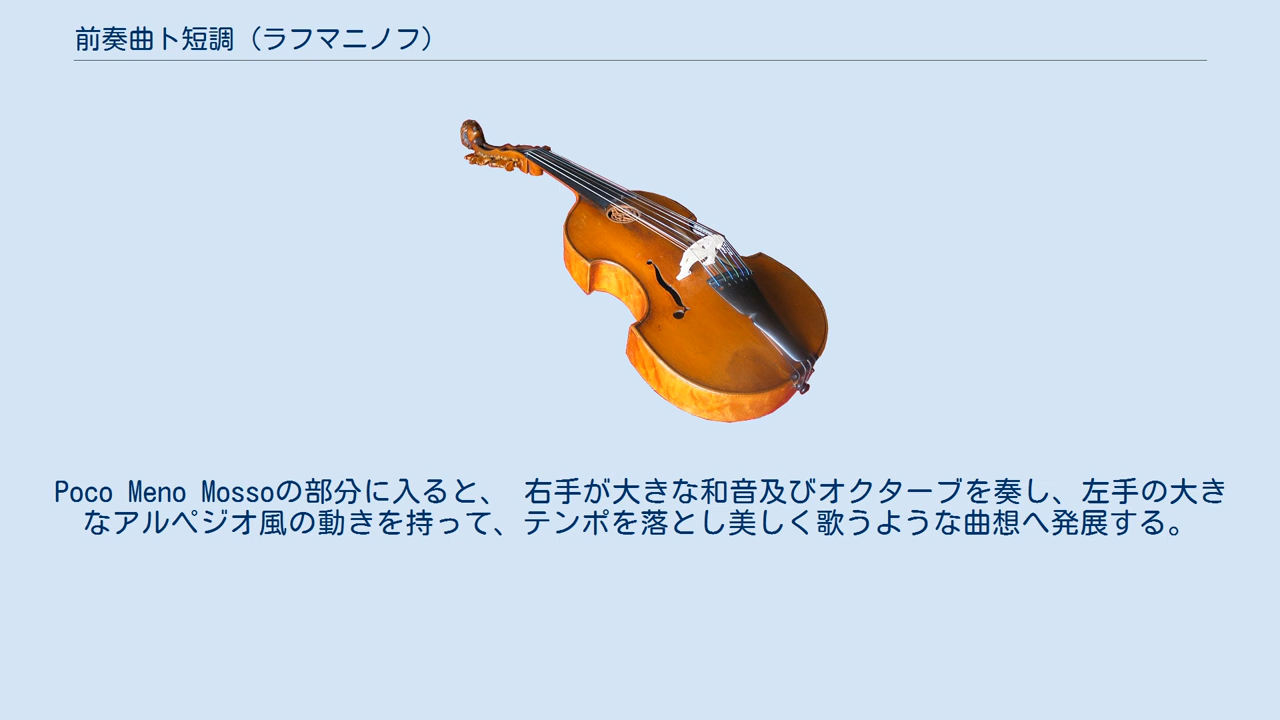 前奏曲ト短調（ラフマニノフ）
Poco Meno Mossoの部分に入ると、 右手が大きな和音及びオクターブを奏し、左手の大き
なアルペジオ風の動きを持って、テンポを落とし美しく歌うような曲想へ発展する。